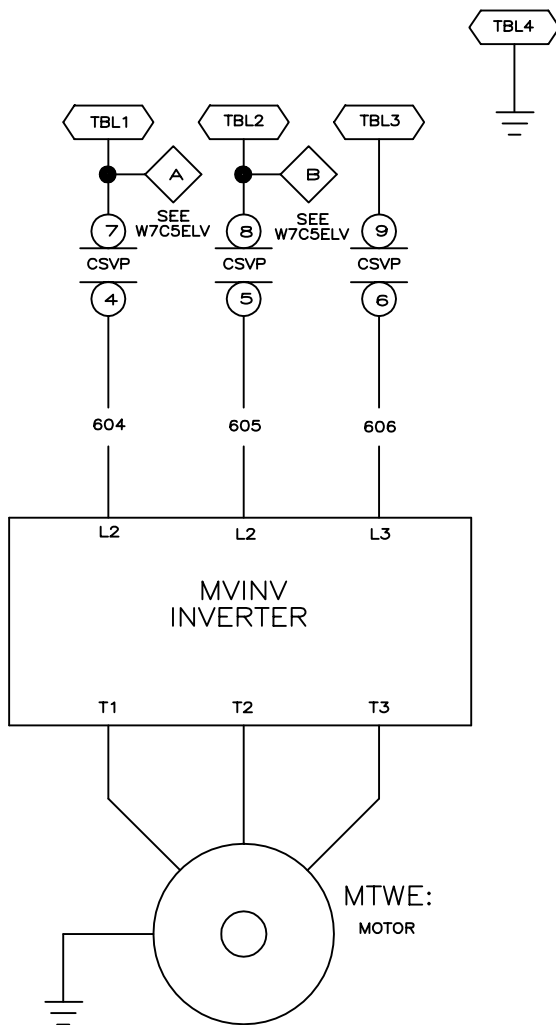 TBL4
TBL1 TBL2 TBL3
A B
SEE SEE
W7C5ELV W7C5ELV
7 8 9
CSVP CSVP CSVP
4 5 6
604 605 606
L2 L2 L3
MVINV
INVERTER
T1 T2 T3
MTWE:
MOTOR